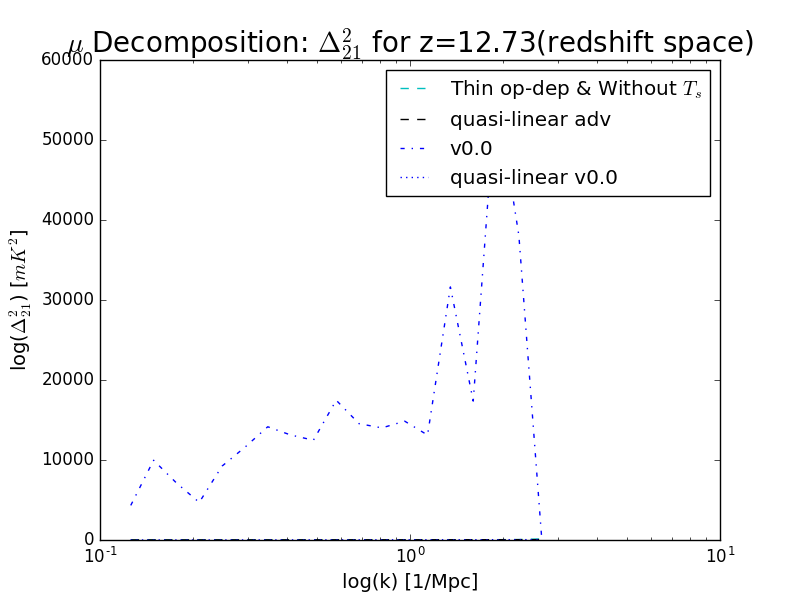 μ Decomposition: Δ²₂₁ for z=12.73(redshift space)
60000
50000
40000
30000
20000
10000
0
log(Δ²₂₁) [mK²]
Thin op-dep & Without Tₛ
quasi-linear adv
v0.0
quasi-linear v0.0
10⁻¹ 10⁰ 10¹
log(k) [1/Mpc]